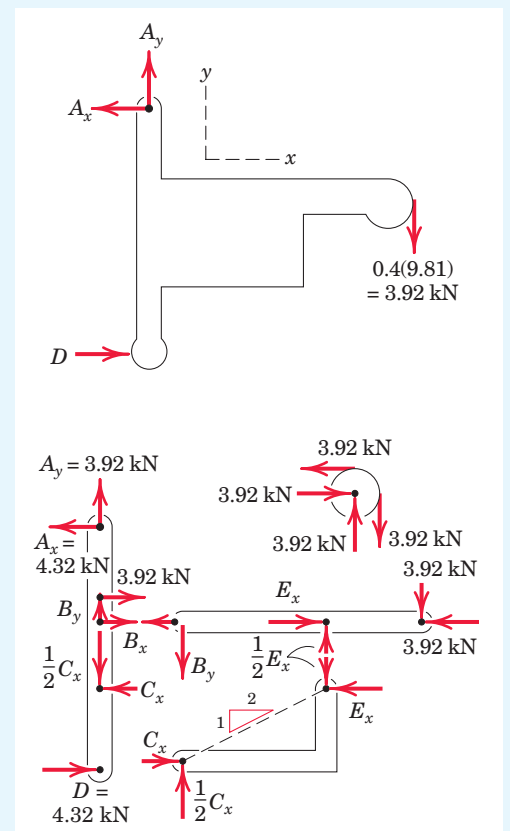 A_y
y
A_x
x
0.4(9.81)
= 3.92 kN
D
3.92 kN
A_y = 3.92 kN
3.92 kN
3.92 kN
3.92 kN
A_x =
4.32 kN
3.92 kN
3.92 kN
E_x
B_y
B_x
3.92 kN
1/2 E_x
B_y
1/2 C_x
C_x
2
1
E_x
C_x
D =
4.32 kN
1/2 C_x